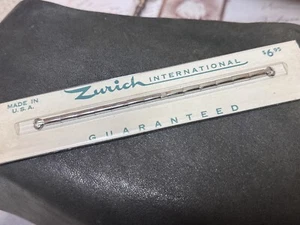 Zurich INTERNATIONAL
$6.95
MADE IN
U.S.A.
GUARANTEED